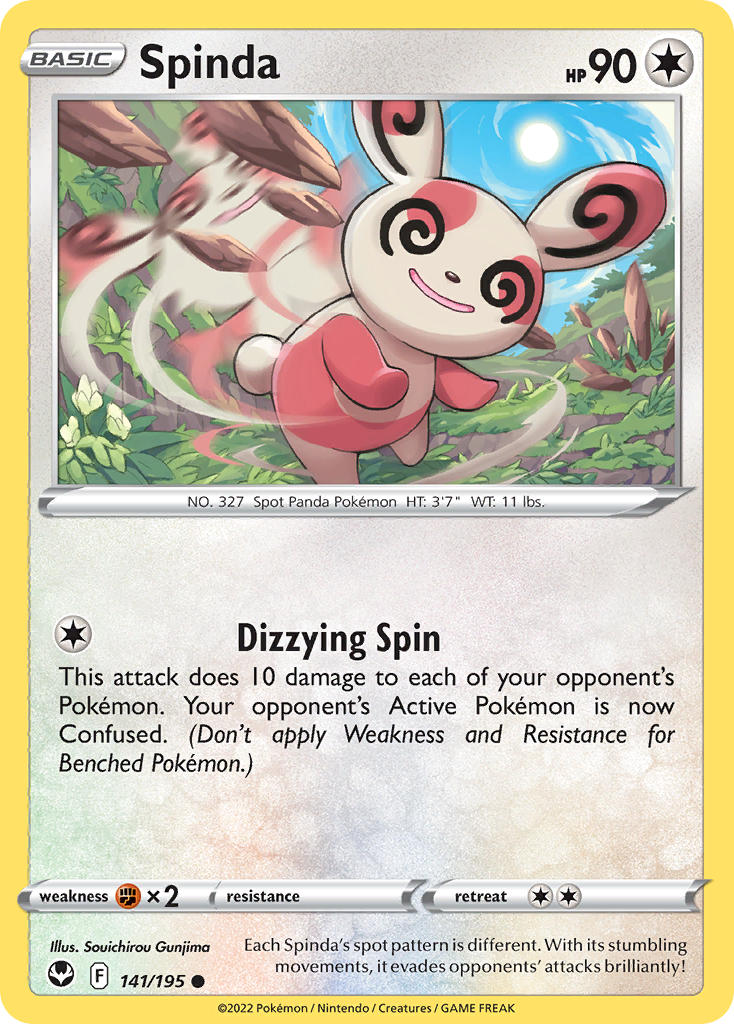 BASIC Spinda HP 90
NO. 327 Spot Panda Pokémon HT: 3'7" WT: 11 lbs.
Dizzying Spin
This attack does 10 damage to each of your opponent's
Pokémon. Your opponent's Active Pokémon is now
Confused. (Don't apply Weakness and Resistance for
Benched Pokémon.)
weakness ×2 resistance retreat
Illus. Souichirou Gunjima
Each Spinda's spot pattern is different. With its stumbling
movements, it evades opponents' attacks brilliantly!
F 141/195
©2022 Pokémon / Nintendo / Creatures / GAME FREAK